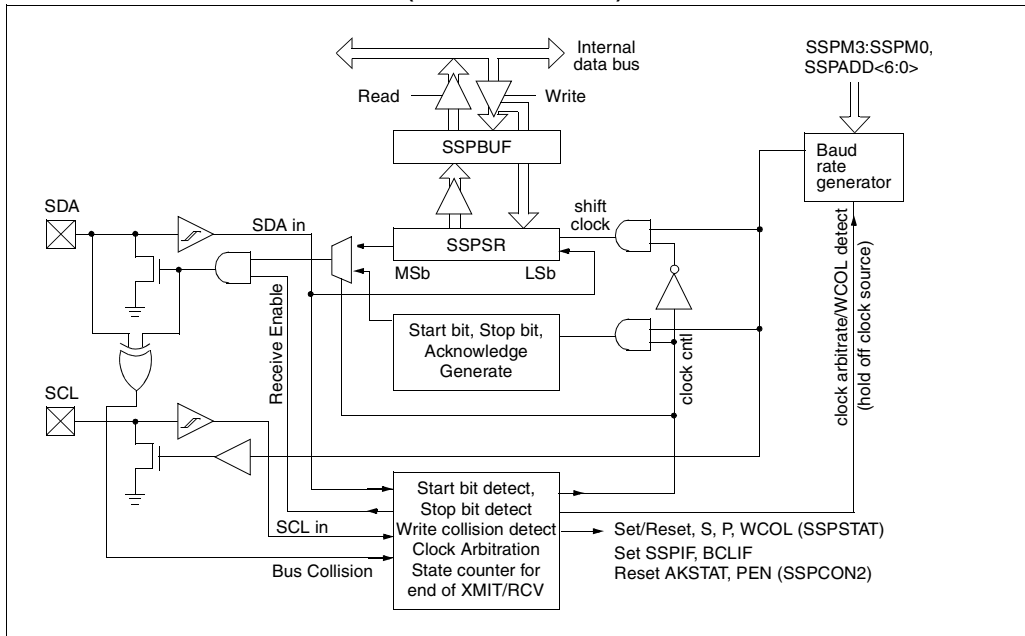 Internal
data bus
SSPM3:SSPM0,
SSPADD<6:0>
Read
Write
SSPBUF
Baud
rate
generator
SDA
SDA in
shift
clock
SSPSR
MSb
LSb
Start bit, Stop bit,
Acknowledge
Generate
Receive Enable
clock cntl
clock arbitrate/WCOL detect
(hold off clock source)
SCL
SCL in
Bus Collision
Start bit detect,
Stop bit detect
Write collision detect
Clock Arbitration
State counter for
end of XMIT/RCV
Set/Reset, S, P, WCOL (SSPSTAT)
Set SSPIF, BCLIF
Reset AKSTAT, PEN (SSPCON2)